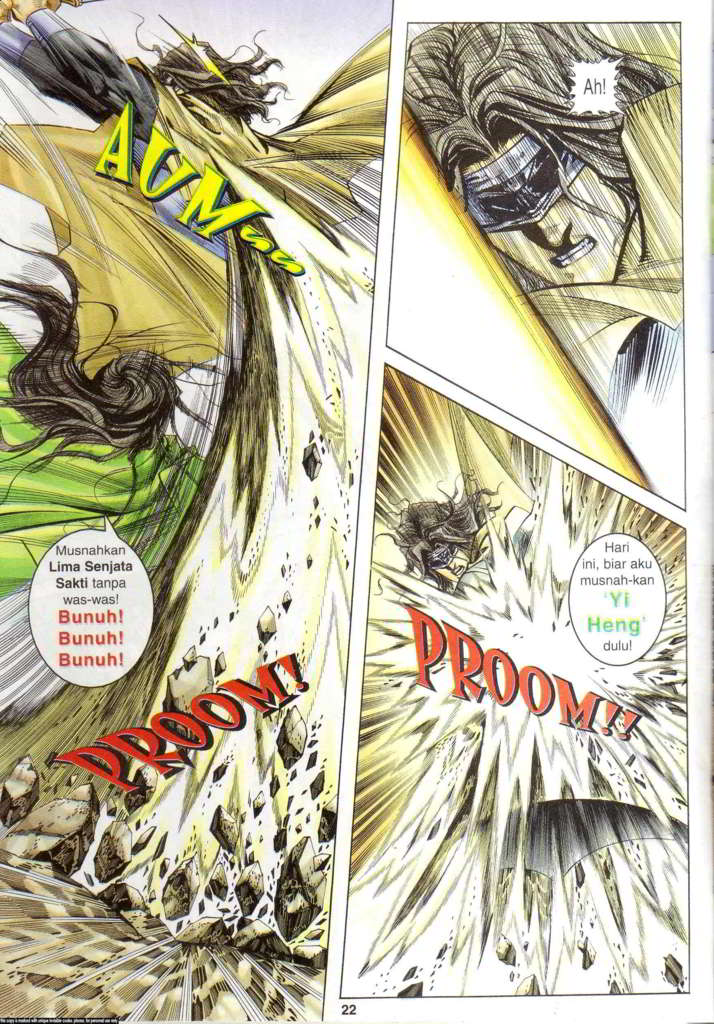 AUMuu
Musnahkan
Lima Senjata
Sakti tanpa
was-was!
Bunuh!
Bunuh!
Bunuh!
PROOM!
Ah!
Hari
ini, biar aku
musnah-kan
'Yi
Heng'
dulu!
PROOM!!
22